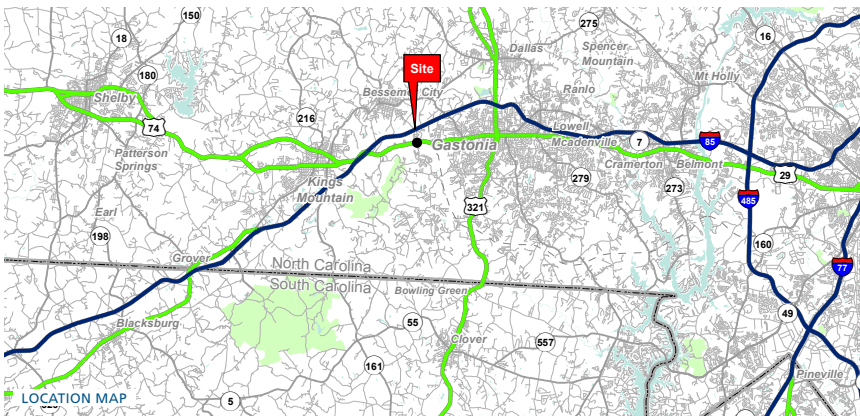 150
275
18
16
Dallas
Spencer
Mountain
Site
180
Mt Holly
Bessemer City
Ranlo
Shelby
216
74
Lowell
Mcadenville
7
85
Gastonia
Patterson
Springs
Cramerton
Belmont
29
Kings
Mountain
279
273
485
321
Earl
198
160
Grover
North Carolina
77
South Carolina
Bowling Green
49
Blacksburg
55
Clover
557
161
Pineville
5
LOCATION MAP